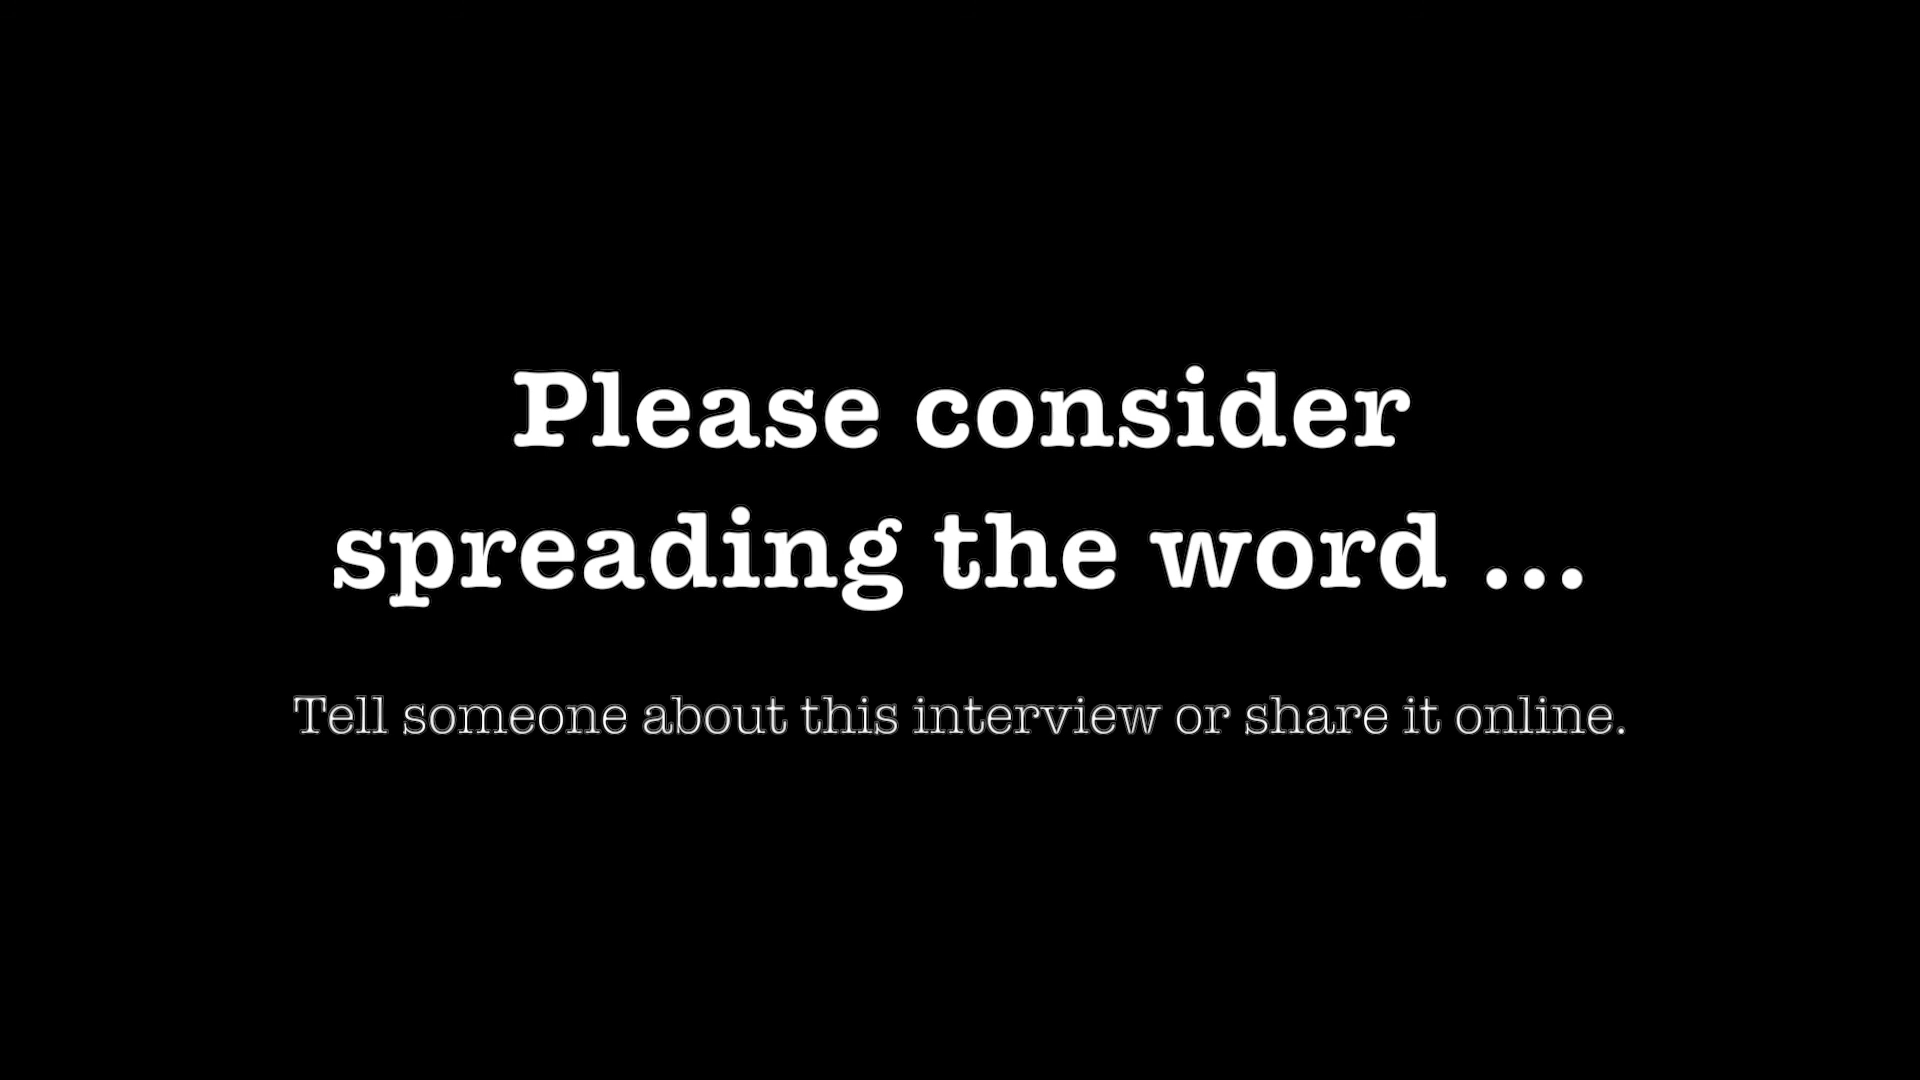 Please consider
spreading the word ...
Tell someone about this interview or share it online.